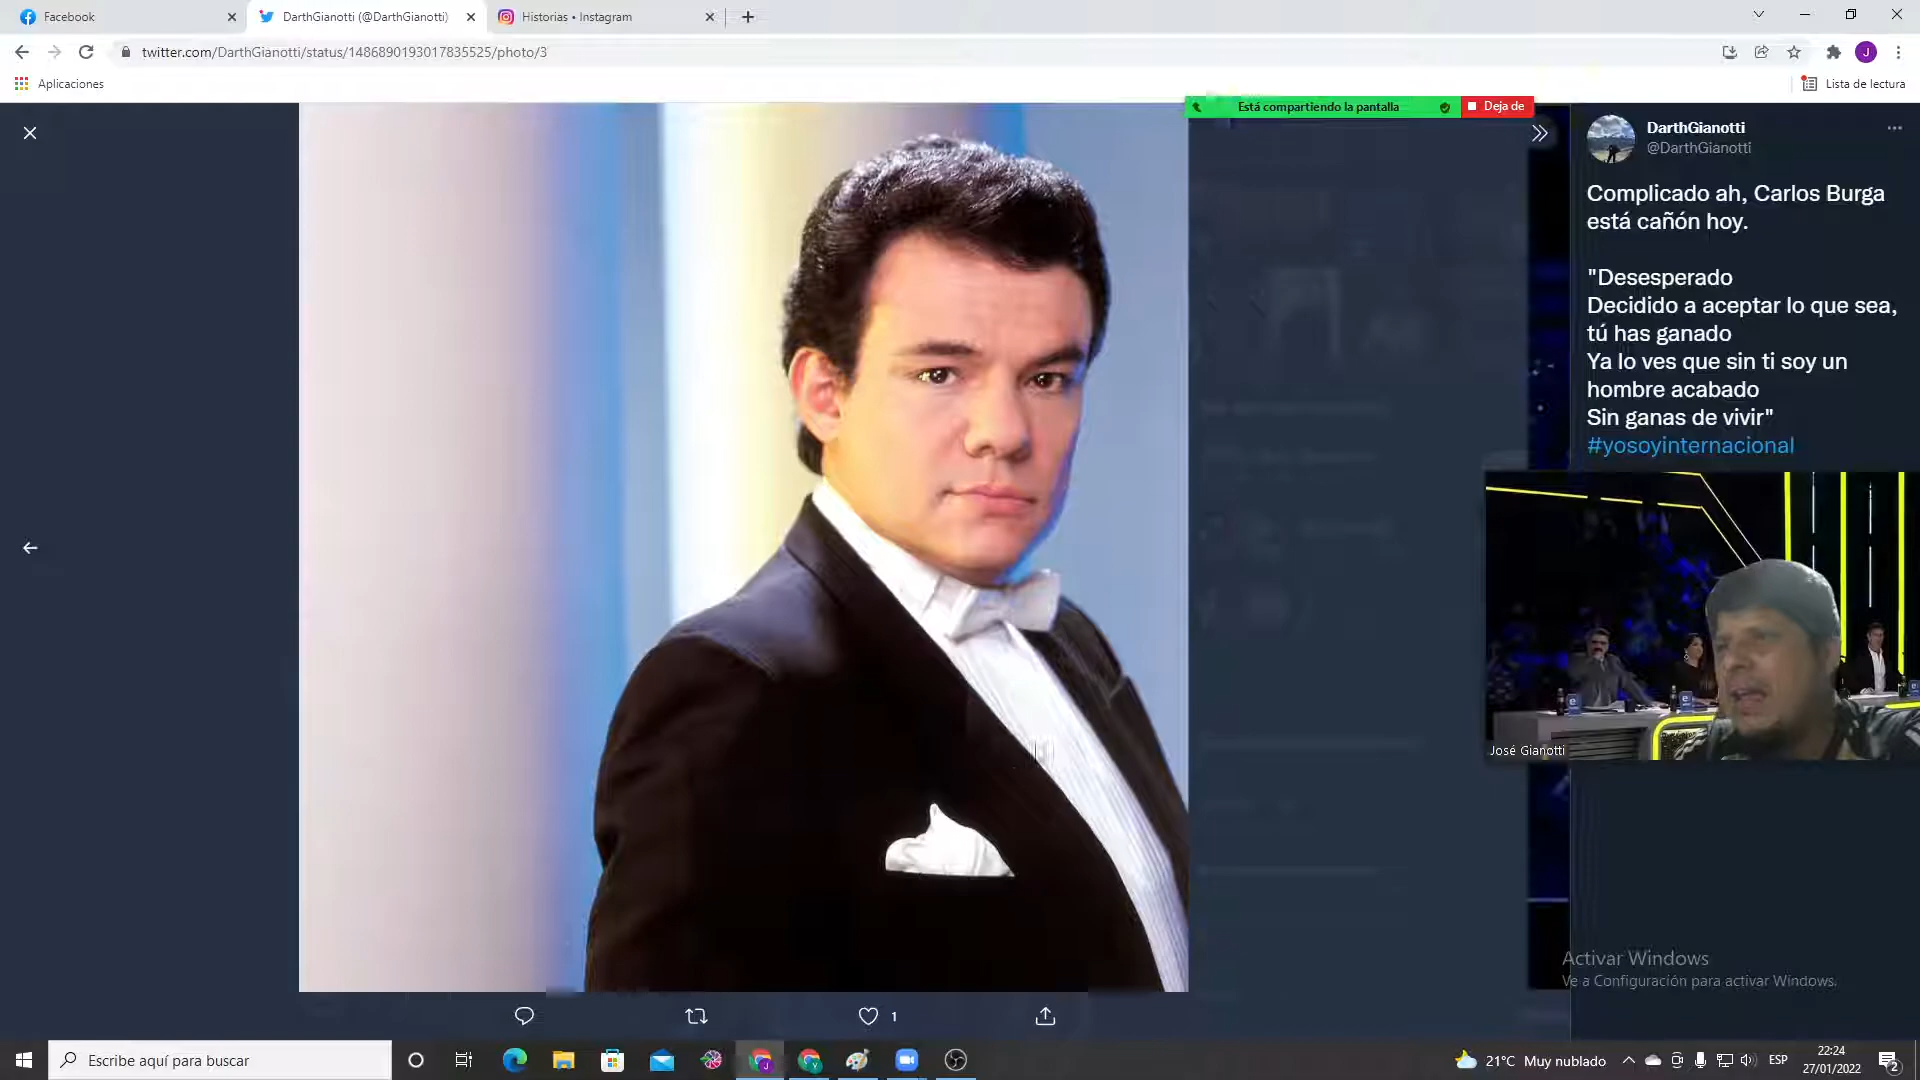 Facebook
DarthGianotti (@DarthGianotti)
Historias • Instagram
twitter.com/DarthGianotti/status/1486890193017835525/photo/3
J
Aplicaciones
Lista de lectura
Está compartiendo la pantalla
Deja de
DarthGianotti
@DarthGianotti
Complicado ah, Carlos Burga
está cañón hoy.
"Desesperado
Decidido a aceptar lo que sea,
tú has ganado
Ya lo ves que sin ti soy un
hombre acabado
Sin ganas de vivir"
#yosoyinternacional
José Gianotti
Activar Windows
Ve a Configuración para activar Windows.
1
Escribe aquí para buscar
21°C Muy nublado
ESP
22:24
27/01/2022
2